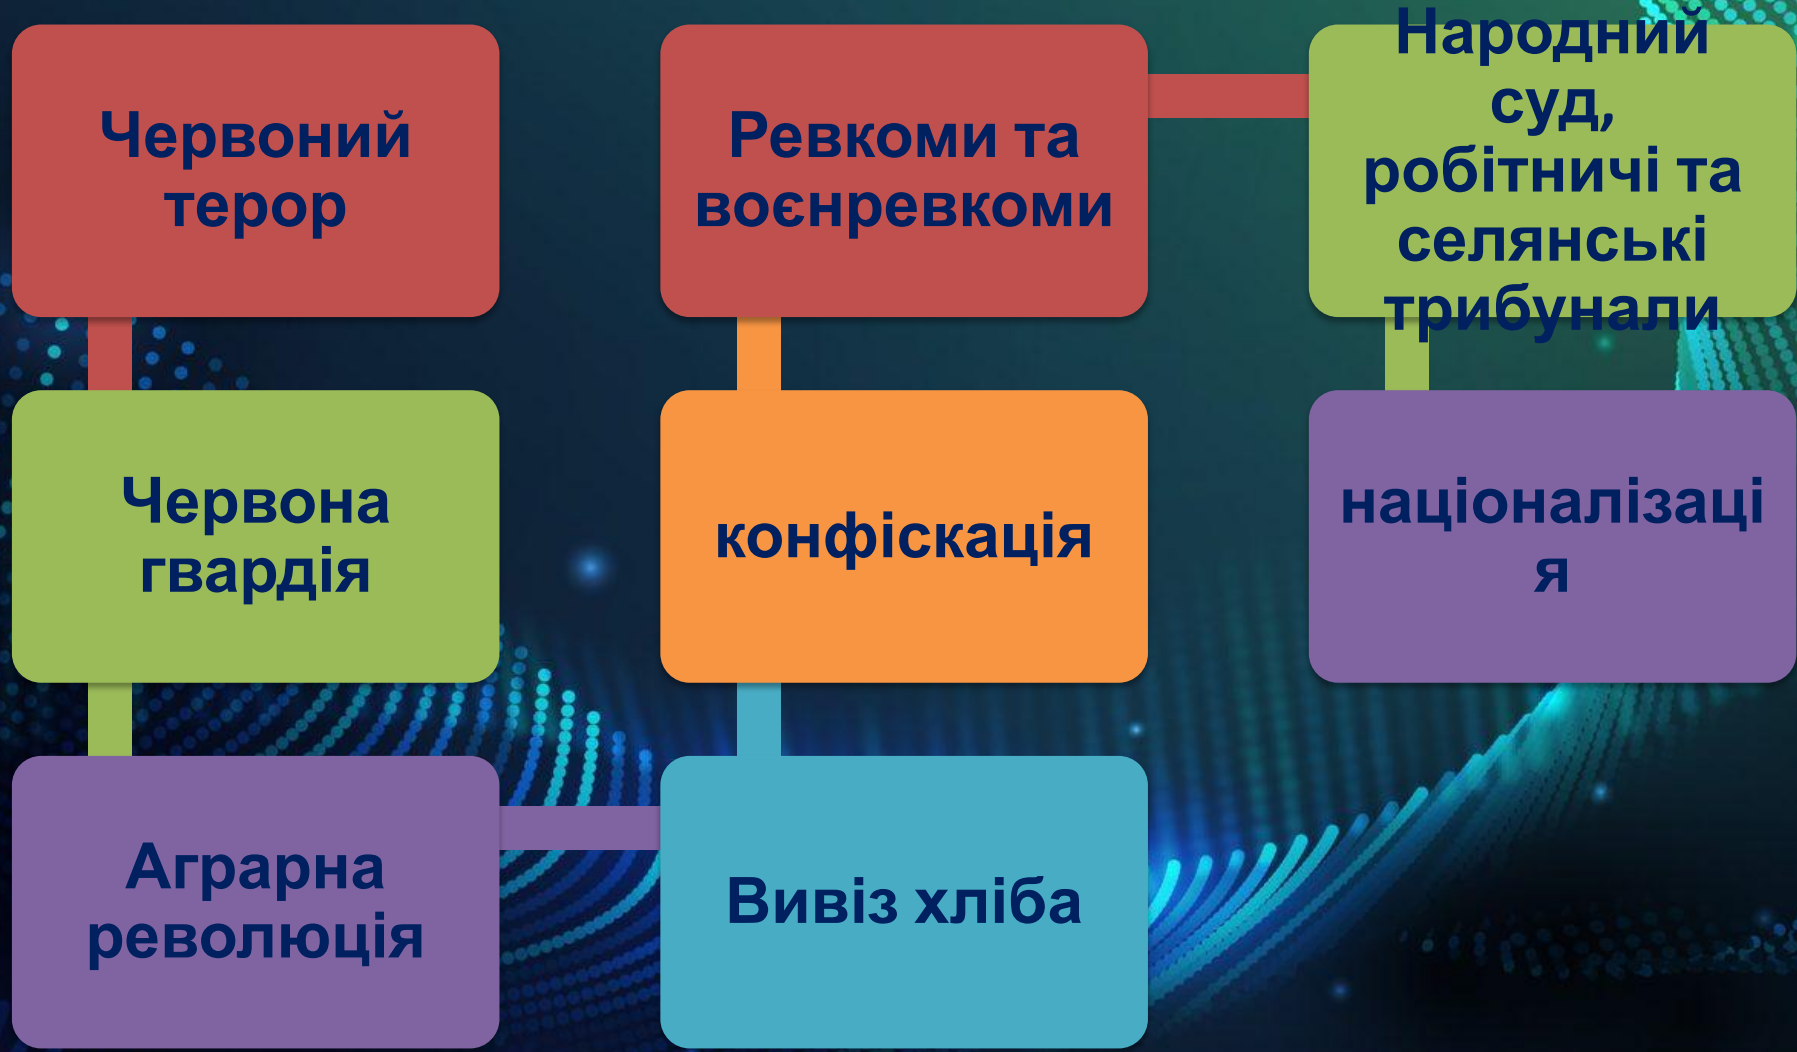 Червоний
терор
Червона
гвардія
Аграрна
революція
Вивіз хліба
конфіскація
Ревкоми та
воєнревкоми
Народний
суд,
робітничі та
селянські
трибунали
націоналізаці
я